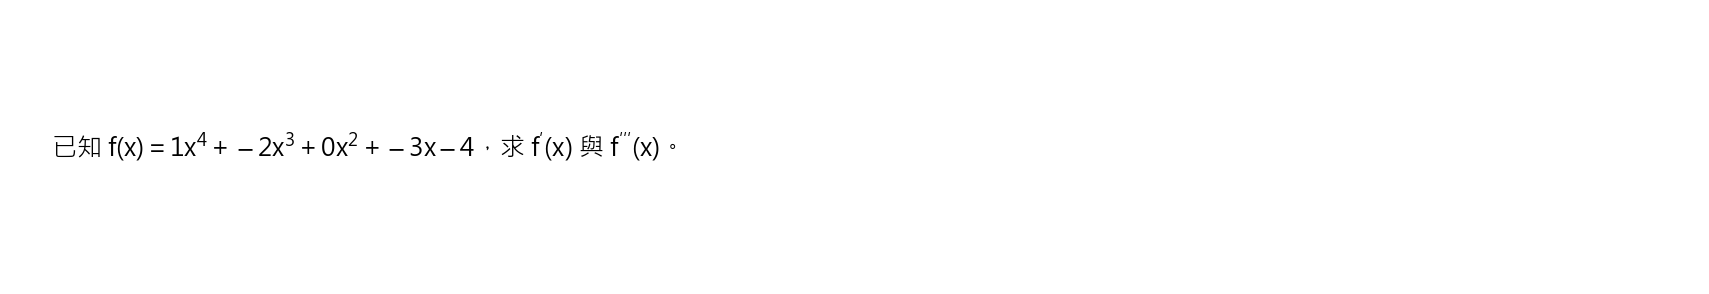 已知 f(x) = 1x⁴ + −2x³ + 0x² + −3x−4，求 f′(x) 與 f′′′(x)。